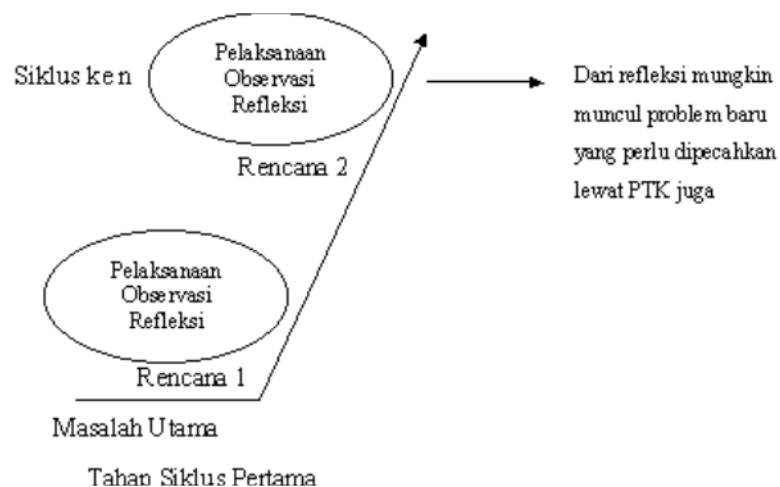 Pelaksanaan
Observasi
Refleksi
Siklus ke n
Rencana 2
Dari refleksi mungkin
muncul problem baru
yang perlu dipecahkan
lewat PTK juga
Pelaksanaan
Observasi
Refleksi
Rencana 1
Masalah Utama
Tahap Siklus Pertama